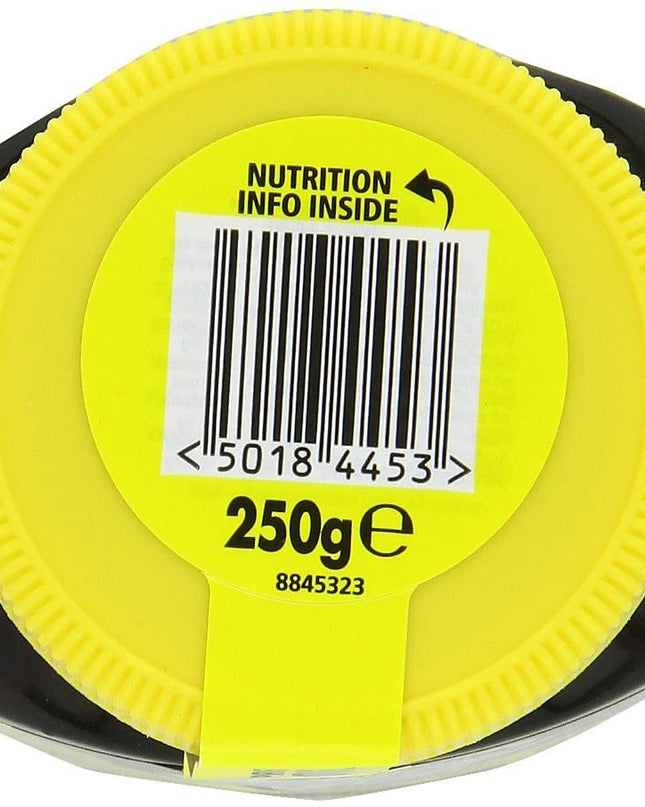 NUTRITION
INFO INSIDE
<5018 4453>
250g℮
8845323